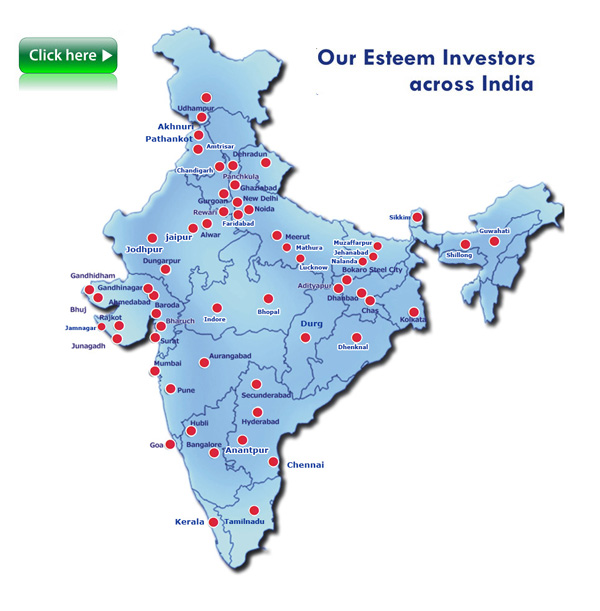 Click here
Our Esteem Investors
across India
Udhampur
Akhnuri
Pathankot
Amtrisar
Dehradun
Chandigarh
Panchkula
Ghaziabad
Gurgoan
New Delhi
Rewari
Noida
Faridabad
Sikkim
Guwahati
Alwar
jaipur
Jodhpur
Meerut
Mathura
Muzaffarpur
Jehanabad
Shillong
Nalanda
Lucknow
Bokaro Steel City
Dungarpur
Gandhidham
Gandhinagar
Adityapur
Ahmedabad
Baroda
Dhanbao
Bhuj
Chas
Bhopal
Indore
Rajkot
Bharuch
Kolkata
Jamnagar
Durg
Junagadh
Surat
Dhenknal
Aurangabad
Mumbai
Pune
Secunderabad
Hyderabad
Hubli
Goa
Bangalore
Anantpur
Chennai
Kerala
Tamilnadu